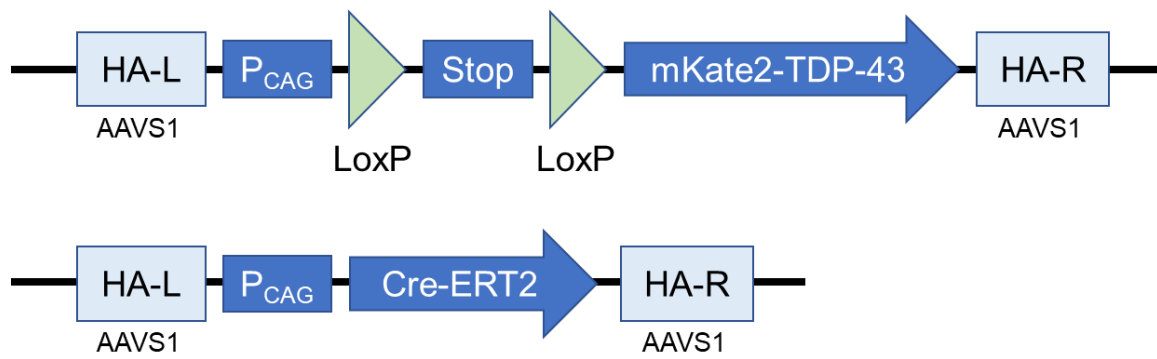 HA-L PCAG Stop mKate2-TDP-43 HA-R
AAVS1 AAVS1
LoxP LoxP
HA-L PCAG Cre-ERT2 HA-R
AAVS1 AAVS1